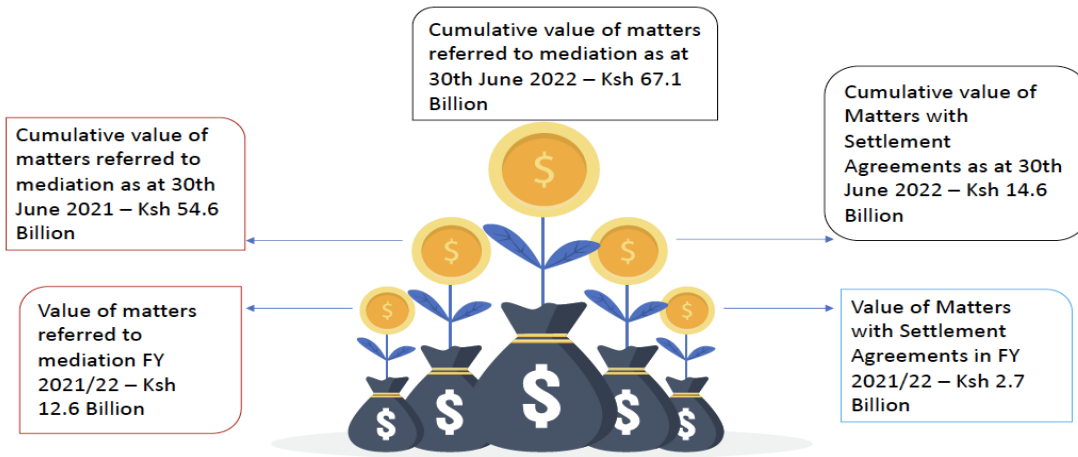 Cumulative value of matters
referred to mediation as at
30th June 2022 – Ksh 67.1
Billion
Cumulative value of
matters referred to
mediation as at 30th
June 2021 – Ksh 54.6
Billion
Cumulative value of
Matters with
Settlement
Agreements as at 30th
June 2022 – Ksh 14.6
Billion
Value of matters
referred to
mediation FY
2021/22 – Ksh
12.6 Billion
Value of Matters
with Settlement
Agreements in FY
2021/22 – Ksh 2.7
Billion
$
$
$
$
$
$
$
$
$
$